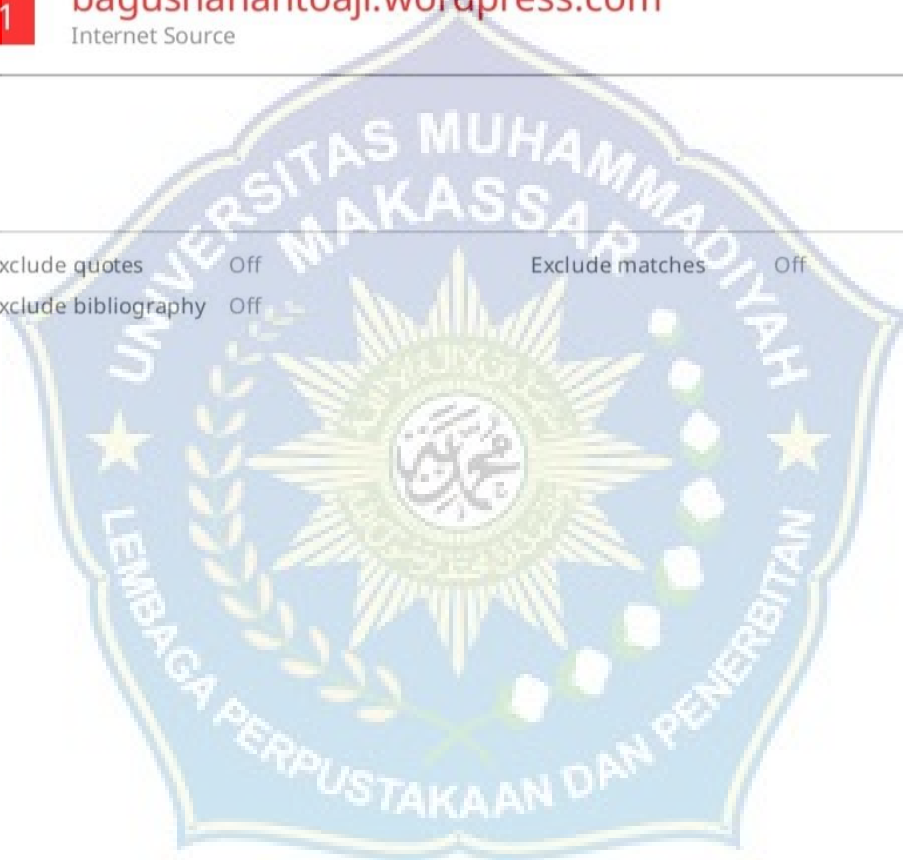 1 bagushanantoaji.wordpress.com
Internet Source
UNIVERSITAS MUHAMMADIYAH
MAKASSAR
xclude quotes Off
Exclude matches Off
xclude bibliography Off
LEMBAGA PERPUSTAKAAN DAN PENERBITAN